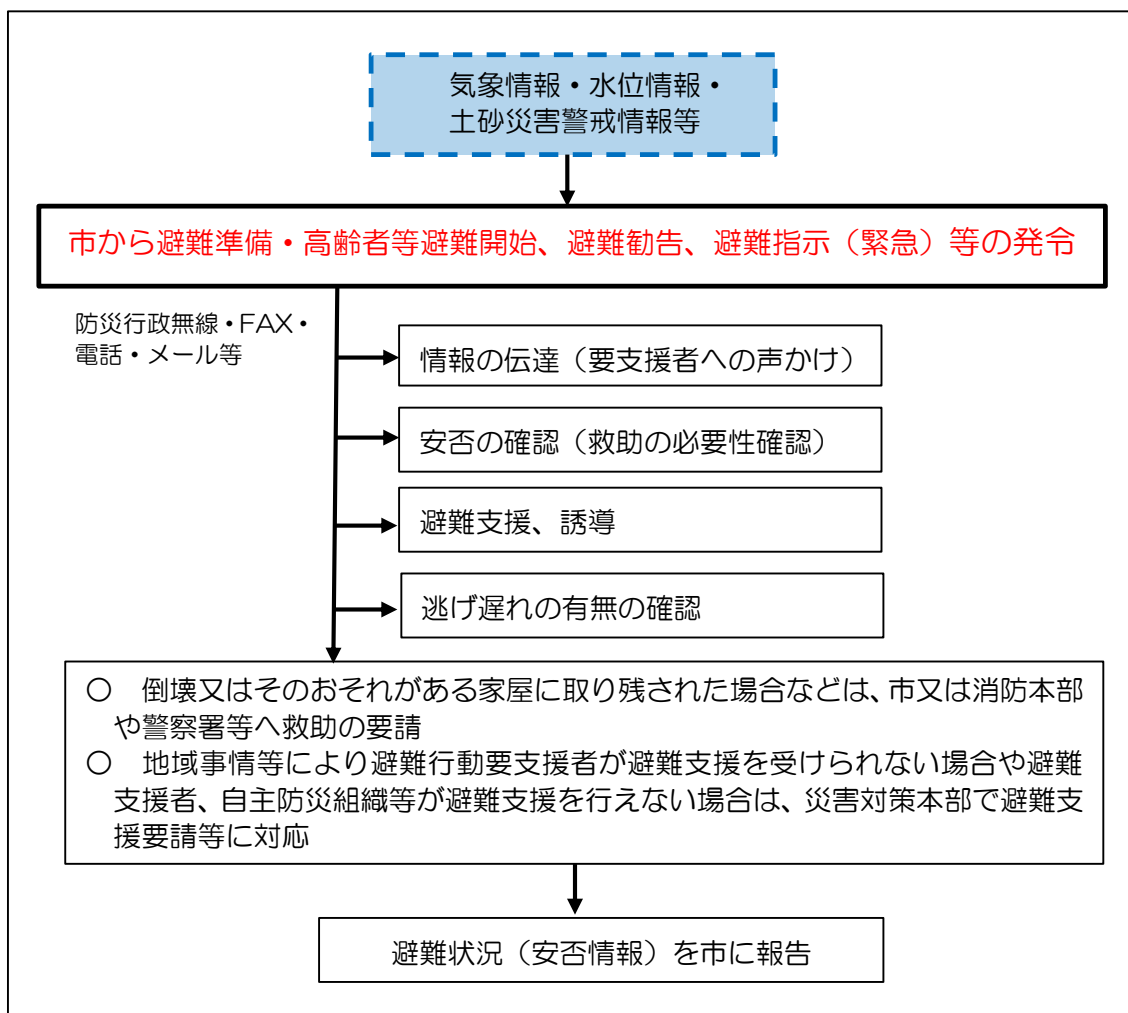 気象情報・水位情報・
土砂災害警戒情報等
市から避難準備・高齢者等避難開始、避難勧告、避難指示（緊急）等の発令
防災行政無線・FAX・
電話・メール等
情報の伝達（要支援者への声かけ）
安否の確認（救助の必要性確認）
避難支援、誘導
逃げ遅れの有無の確認
〇　倒壊又はそのおそれがある家屋に取り残された場合などは、市又は消防本部
や警察署等へ救助の要請
〇　地域事情等により避難行動要支援者が避難支援を受けられない場合や避難
支援者、自主防災組織等が避難支援を行えない場合は、災害対策本部で避難支
援要請等に対応
避難状況（安否情報）を市に報告